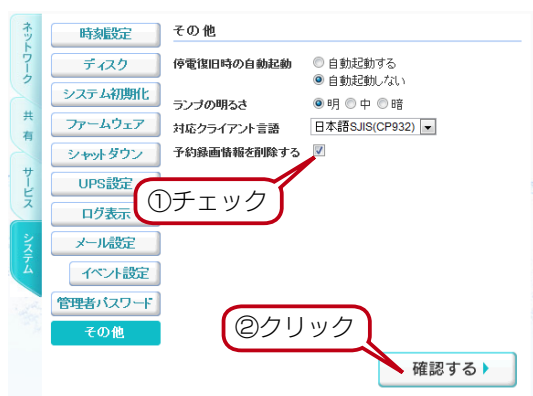 ネットワーク
共有
サービス
システム
時刻設定
ディスク
システム初期化
ファームウェア
シャットダウン
UPS設定
ログ表示
メール設定
イベント設定
管理者パスワード
その他
その他
停電復旧時の自動起動
自動起動する
自動起動しない
ランプの明るさ
明 中 暗
対応クライアント言語
日本語SJIS(CP932)
予約録画情報を削除する
①チェック
②クリック
確認する